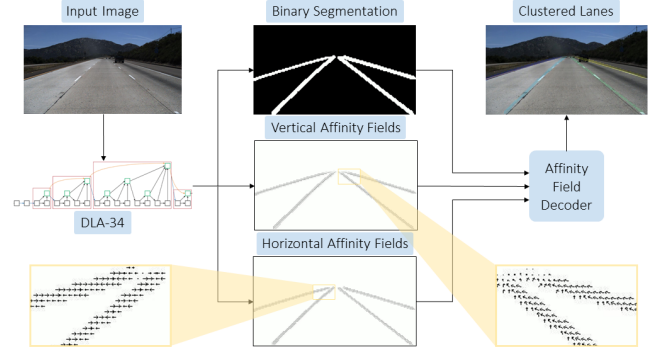 Input Image
Binary Segmentation
Clustered Lanes
Vertical Affinity Fields
Affinity
Field
Decoder
DLA-34
Horizontal Affinity Fields